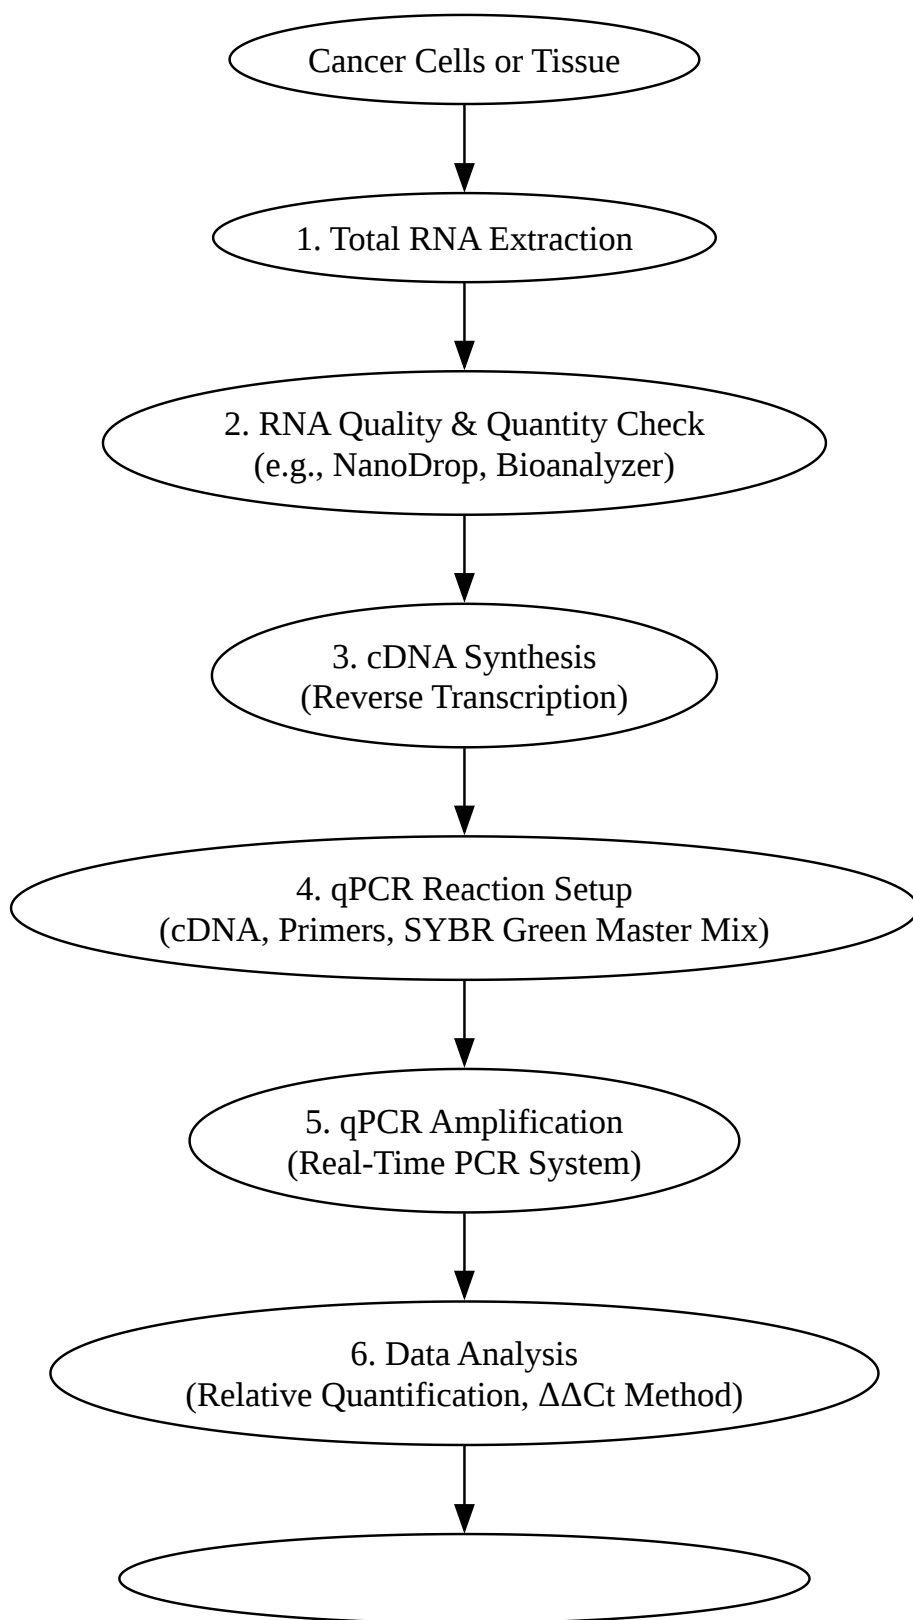 Cancer Cells or Tissue
1. Total RNA Extraction
2. RNA Quality & Quantity Check
(e.g., NanoDrop, Bioanalyzer)
3. cDNA Synthesis
(Reverse Transcription)
4. qPCR Reaction Setup
(cDNA, Primers, SYBR Green Master Mix)
5. qPCR Amplification
(Real-Time PCR System)
6. Data Analysis
(Relative Quantification, ΔΔCt Method)